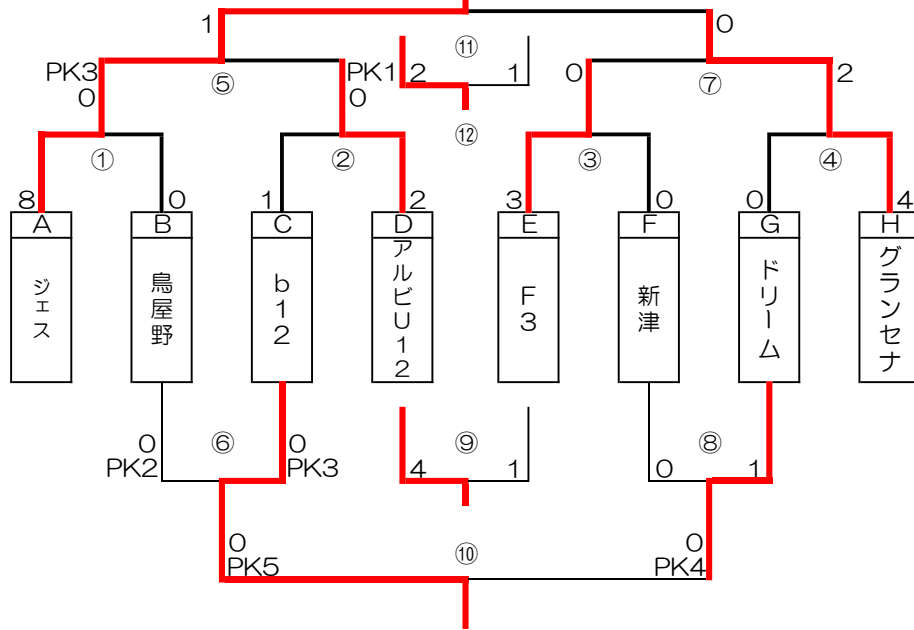 1 0
⑪
PK3 ⑤ PK1 2 1 0 ⑦ 2
0 0
⑫
① ② ③ ④
8 0 1 2 3 0 0 4
A B C D E F G H
ジェス
鳥屋野
b12
アルビU12
F3
新津
ドリーム
グランセナ
0 ⑥ 0 ⑨ ⑧
PK2 PK3 4 1 0 1
0 ⑩ 0
PK5 PK4